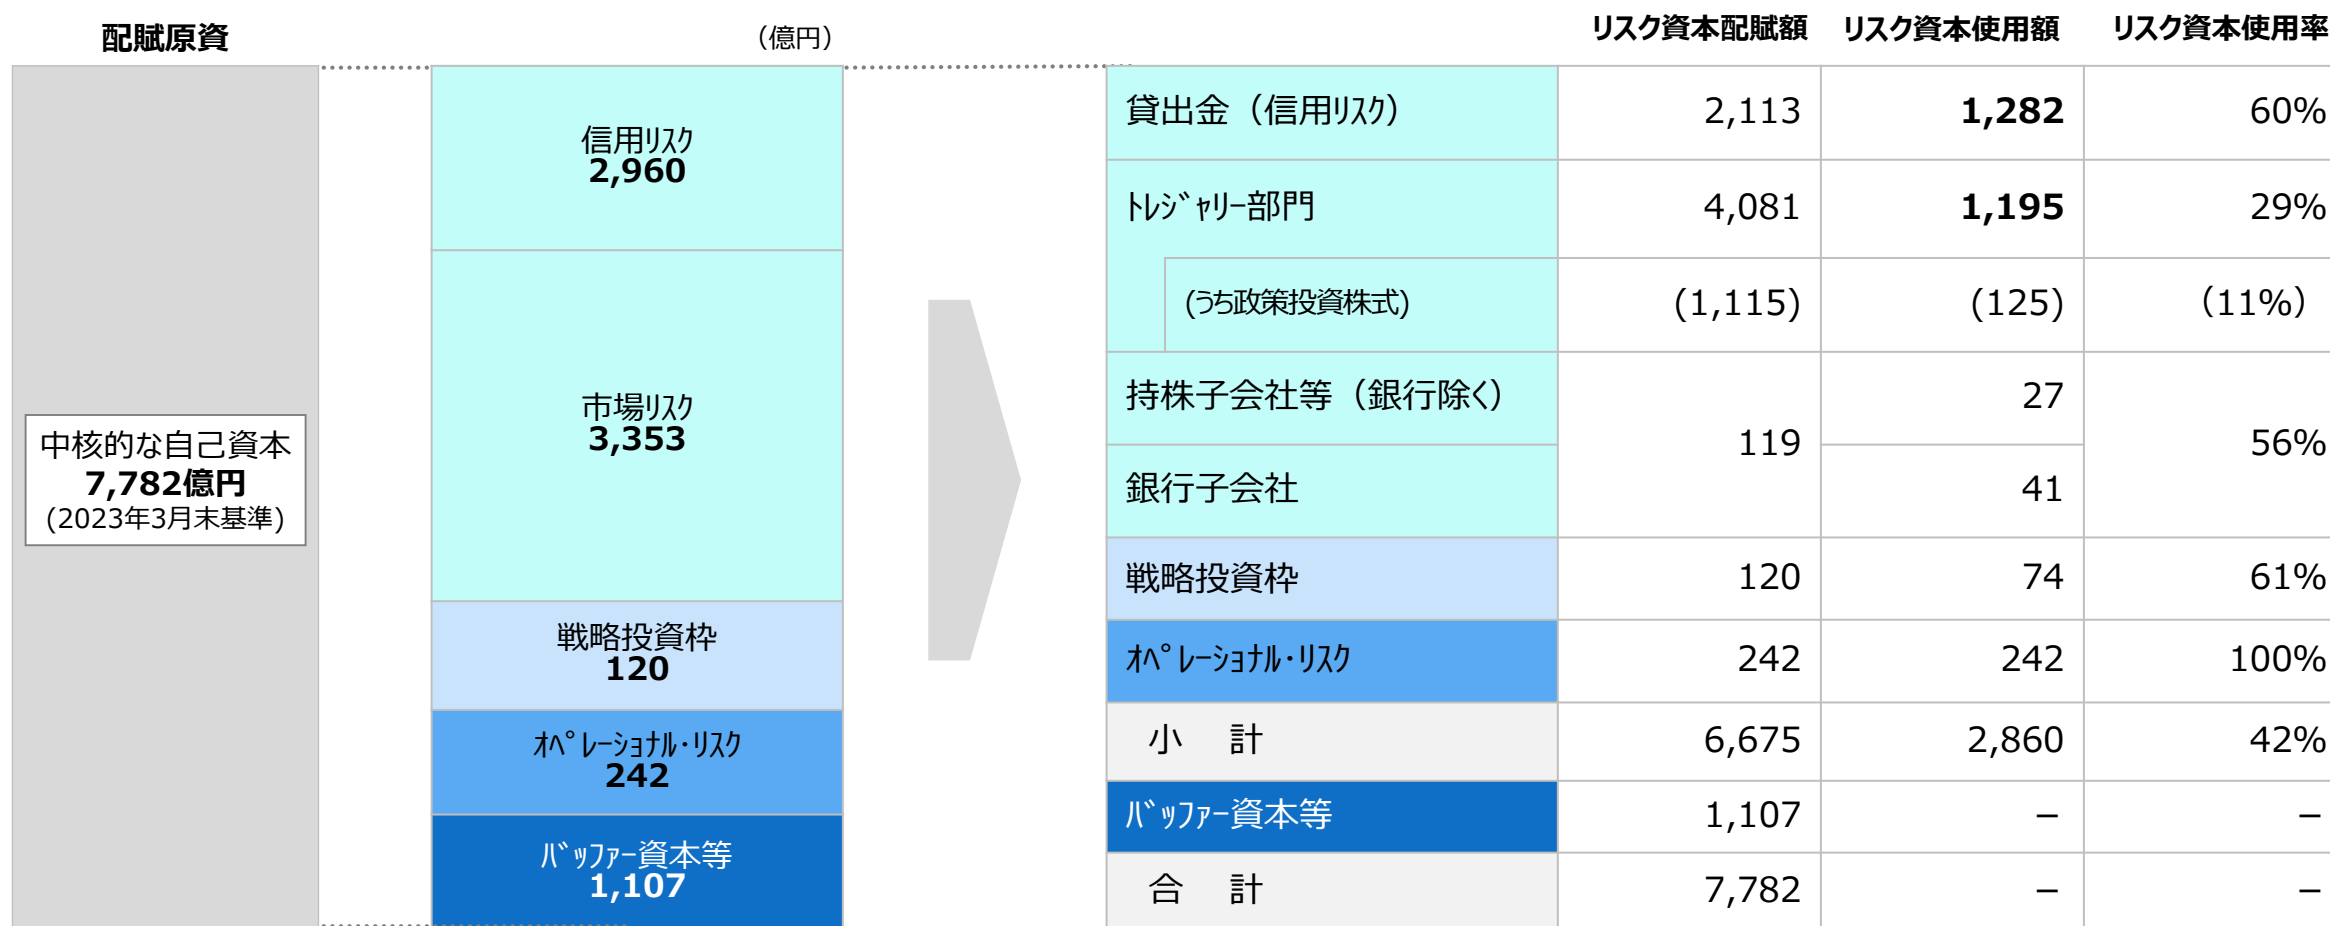 配賦原資
（億円）
中核的な自己資本
7,782億円
(2023年3月末基準)
信用ﾘｽｸ
2,960
市場ﾘｽｸ
3,353
戦略投資枠
120
ｵﾍﾟﾚｰｼｮﾅﾙ･ﾘｽｸ
242
ﾊﾞｯﾌｧｰ資本等
1,107
リスク資本配賦額 リスク資本使用額 リスク資本使用率
貸出金（信用ﾘｽｸ） 2,113 1,282 60%
ﾄﾚｼﾞｬﾘｰ部門 4,081 1,195 29%
(うち政策投資株式) (1,115) (125) （11%）
持株子会社等（銀行除く） 27
119 56%
銀行子会社 41
戦略投資枠 120 74 61%
ｵﾍﾟﾚｰｼｮﾅﾙ･ﾘｽｸ 242 242 100%
小　計 6,675 2,860 42%
ﾊﾞｯﾌｧｰ資本等 1,107 － －
合　計 7,782 － －